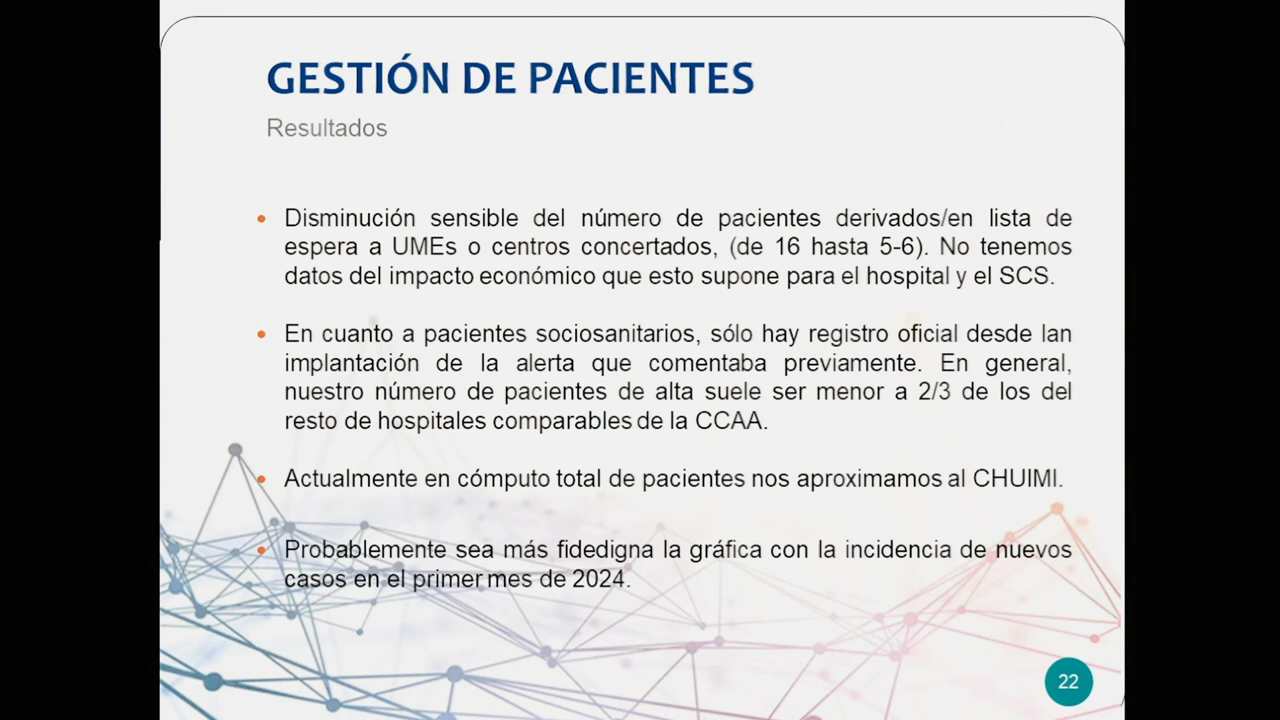 GESTIÓN DE PACIENTES
Resultados
• Disminución sensible del número de pacientes derivados/en lista de
espera a UMEs o centros concertados, (de 16 hasta 5-6). No tenemos
datos del impacto económico que esto supone para el hospital y el SCS.
• En cuanto a pacientes sociosanitarios, sólo hay registro oficial desde lan
implantación de la alerta que comentaba previamente. En general,
nuestro número de pacientes de alta suele ser menor a 2/3 de los del
resto de hospitales comparables de la CCAA.
• Actualmente en cómputo total de pacientes nos aproximamos al CHUIMI.
• Probablemente sea más fidedigna la gráfica con la incidencia de nuevos
casos en el primer mes de 2024.
22